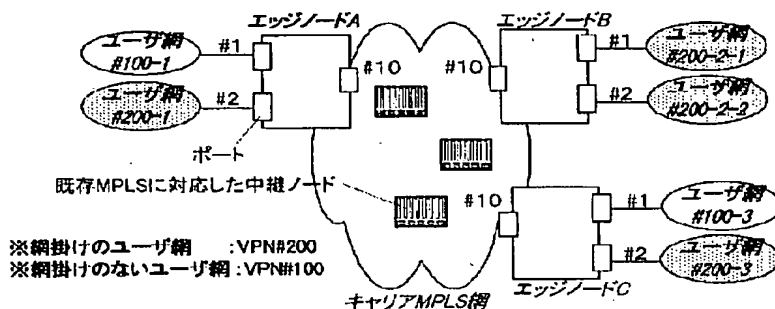 エッジノードA
エッジノードB
ユーザ網
#100-1
#1
#10
#10
#1
ユーザ網
#200-2-1
ユーザ網
#200-1
#2
#2
ユーザ網
#200-2-2
ポート
既存MPLSに対応した中継ノード
#10
#1
ユーザ網
#100-3
#2
ユーザ網
#200-3
※網掛けのユーザ網 :VPN#200
※網掛けのないユーザ網:VPN#100
キャリアMPLS網
エッジノードC